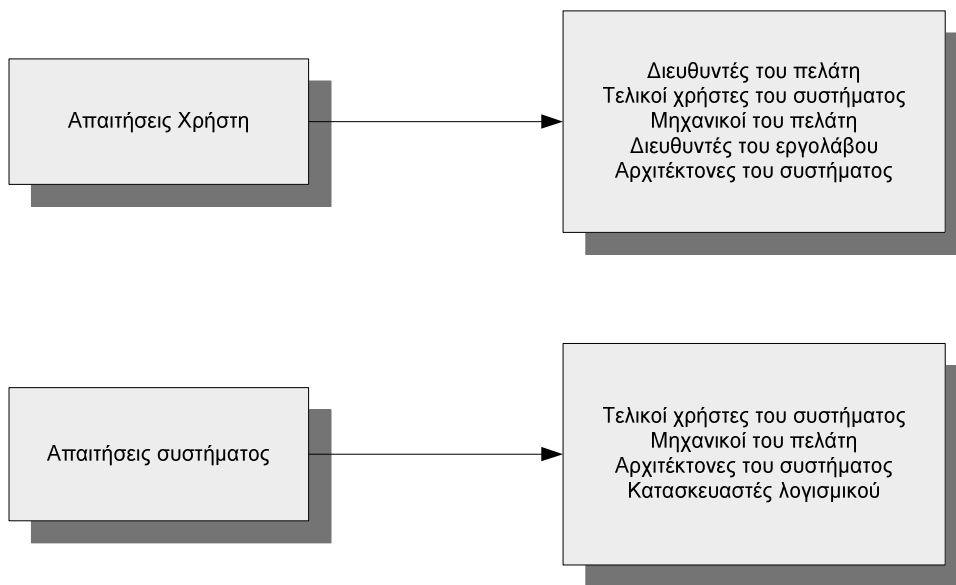 Απαιτήσεις Χρήστη
Διευθυντές του πελάτη
Τελικοί χρήστες του συστήματος
Μηχανικοί του πελάτη
Διευθυντές του εργολάβου
Αρχιτέκτονες του συστήματος
Απαιτήσεις συστήματος
Τελικοί χρήστες του συστήματος
Μηχανικοί του πελάτη
Αρχιτέκτονες του συστήματος
Κατασκευαστές λογισμικού